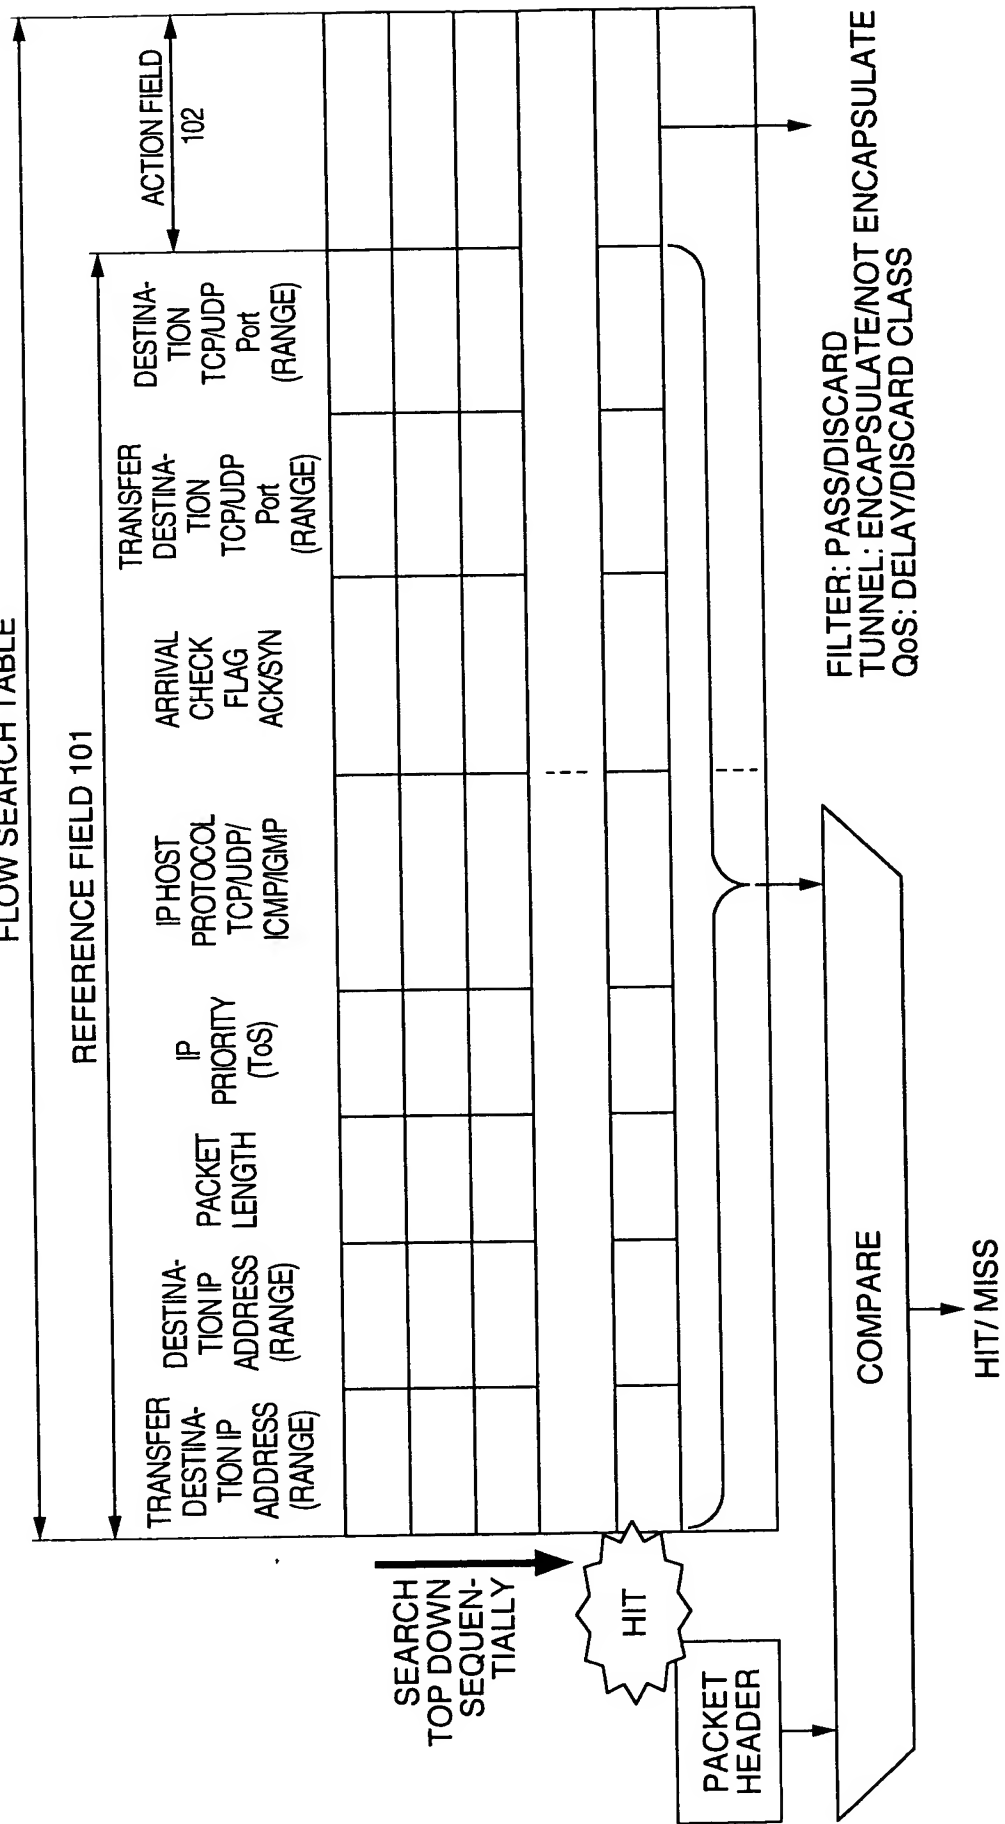 FLOW SEARCH TABLE
REFERENCE FIELD 101
ACTION FIELD
102
TRANSFER
DESTINA-
TION IP
ADDRESS
(RANGE)
DESTINA-
TION IP
ADDRESS
(RANGE)
PACKET
LENGTH
IP
PRIORITY
(ToS)
IP HOST
PROTOCOL
TCP/UDP/
ICMP/IGMP
ARRIVAL
CHECK
FLAG
ACK/SYN
TRANSFER
DESTINA-
TION
TCP/UDP
Port
(RANGE)
DESTINA-
TION
TCP/UDP
Port
(RANGE)
SEARCH
TOP DOWN
SEQUEN-
TIALLY
HIT
PACKET
HEADER
COMPARE
HIT/ MISS
FILTER: PASS/DISCARD
TUNNEL: ENCAPSULATE/NOT ENCAPSULATE
QoS: DELAY/DISCARD CLASS